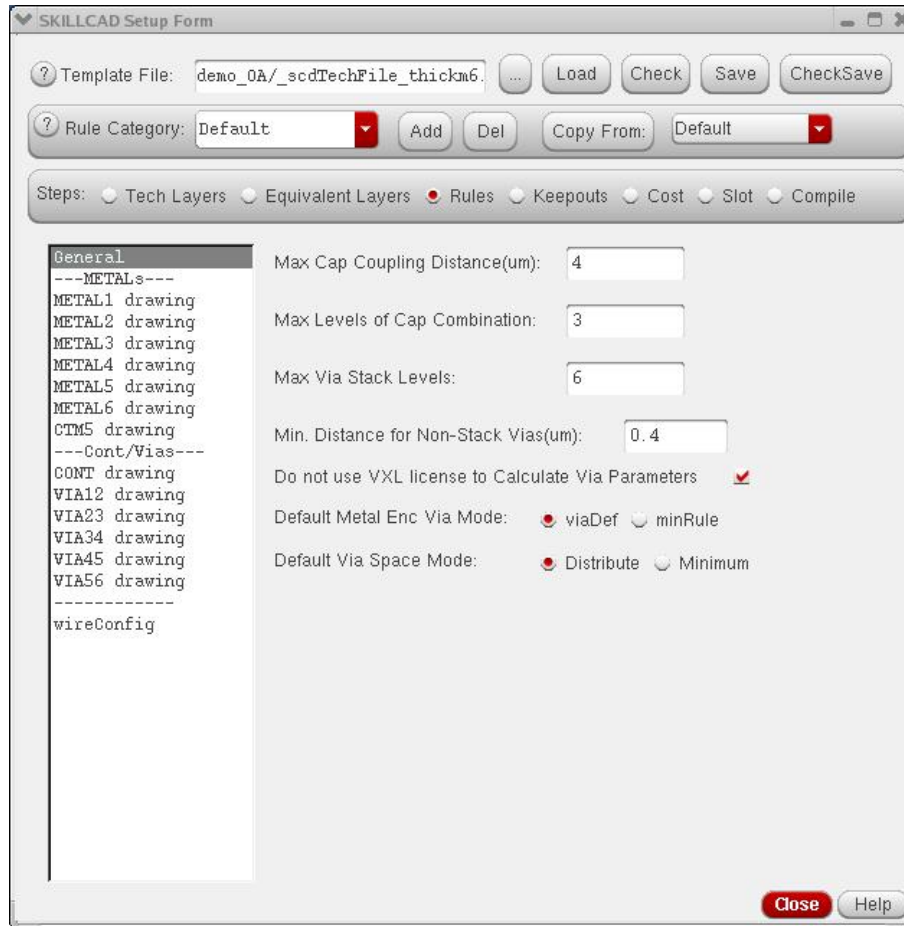 SKILLCAD Setup Form
? Template File: demo_OA/_scdTechFile_thickm6. ... Load Check Save CheckSave
? Rule Category: Default Add Del Copy From: Default
Steps: Tech Layers Equivalent Layers Rules Keepouts Cost Slot Compile
General
---METALs---
METAL1 drawing
METAL2 drawing
METAL3 drawing
METAL4 drawing
METAL5 drawing
METAL6 drawing
CTM5 drawing
---Cont/Vias---
CONT drawing
VIA12 drawing
VIA23 drawing
VIA34 drawing
VIA45 drawing
VIA56 drawing
------------
wireConfig
Max Cap Coupling Distance(um): 4
Max Levels of Cap Combination: 3
Max Via Stack Levels: 6
Min. Distance for Non-Stack Vias(um): 0.4
Do not use VXL license to Calculate Via Parameters
Default Metal Enc Via Mode: viaDef minRule
Default Via Space Mode: Distribute Minimum
Close Help